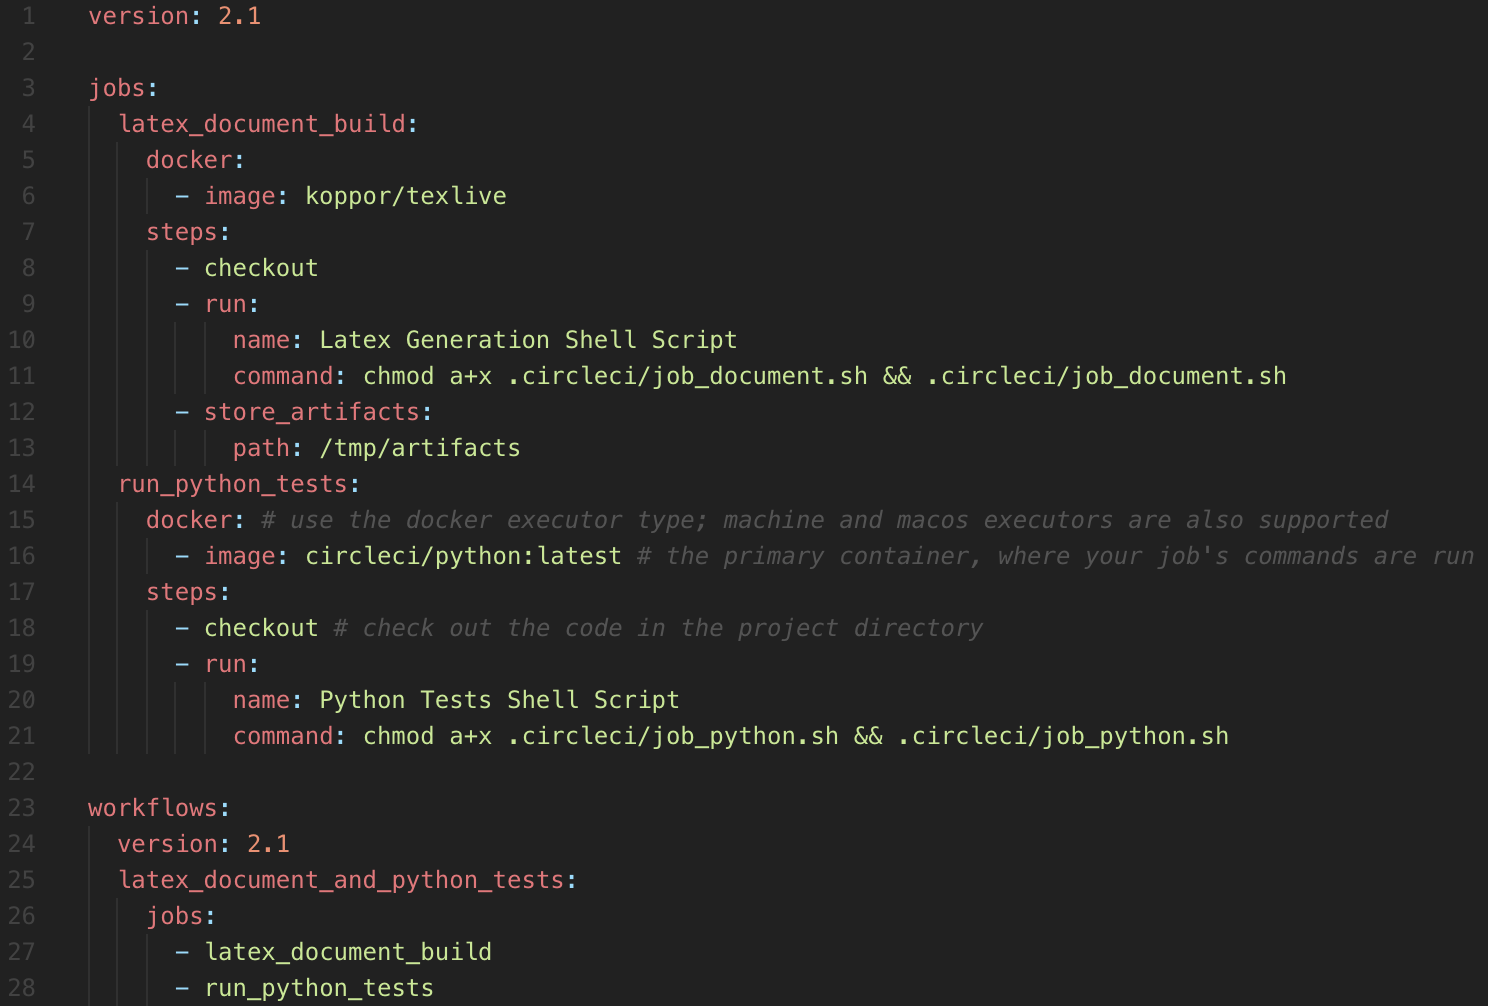 1 version: 2.1
2
3 jobs:
4   latex_document_build:
5     docker:
6       - image: koppor/texlive
7     steps:
8       - checkout
9       - run:
10           name: Latex Generation Shell Script
11           command: chmod a+x .circleci/job_document.sh && .circleci/job_document.sh
12       - store_artifacts:
13           path: /tmp/artifacts
14   run_python_tests:
15     docker: # use the docker executor type; machine and macos executors are also supported
16       - image: circleci/python:latest # the primary container, where your job's commands are run
17     steps:
18       - checkout # check out the code in the project directory
19       - run:
20           name: Python Tests Shell Script
21           command: chmod a+x .circleci/job_python.sh && .circleci/job_python.sh
22
23 workflows:
24   version: 2.1
25   latex_document_and_python_tests:
26     jobs:
27       - latex_document_build
28       - run_python_tests